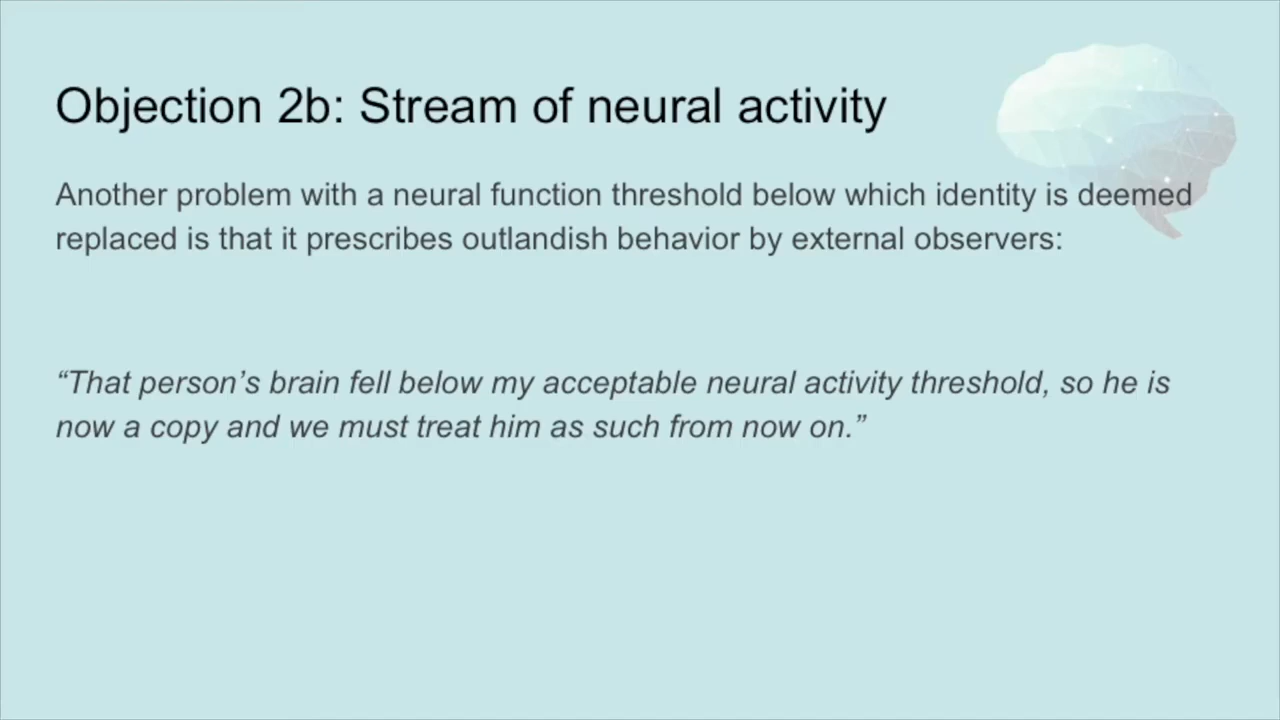 Objection 2b: Stream of neural activity
Another problem with a neural function threshold below which identity is deemed
replaced is that it prescribes outlandish behavior by external observers:
“That person’s brain fell below my acceptable neural activity threshold, so he is
now a copy and we must treat him as such from now on.”